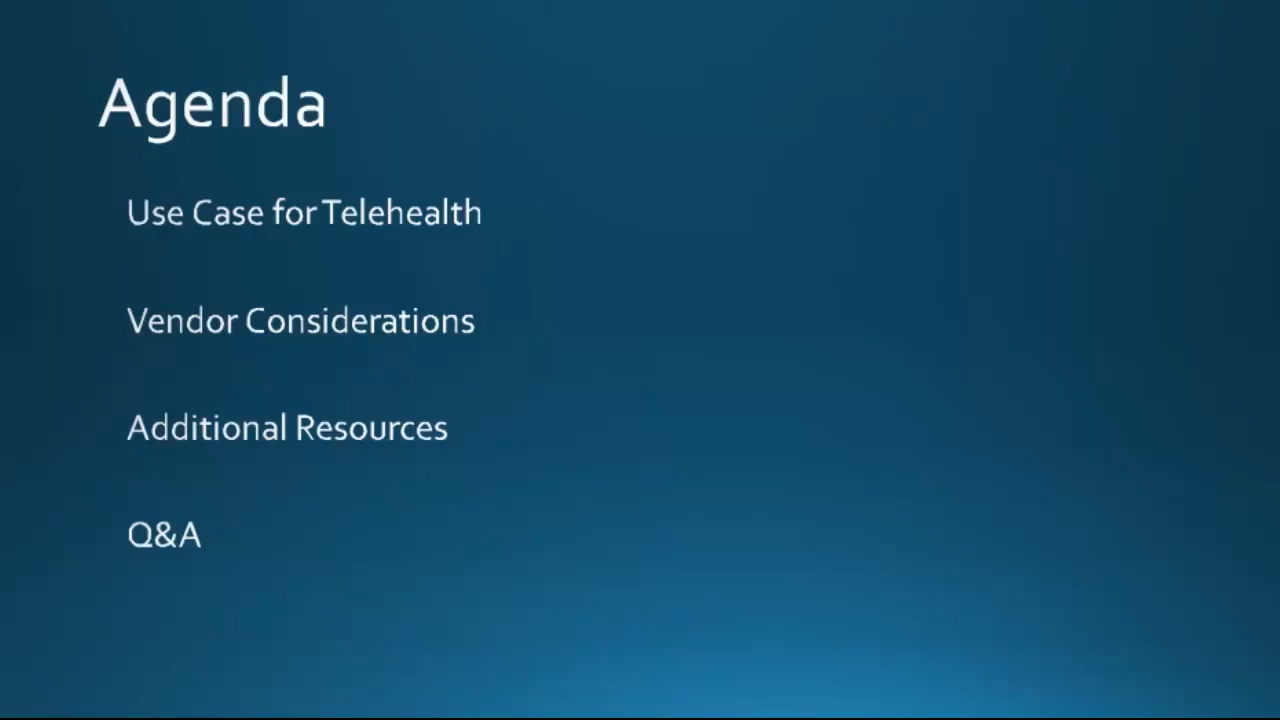 Agenda
Use Case for Telehealth
Vendor Considerations
Additional Resources
Q&A